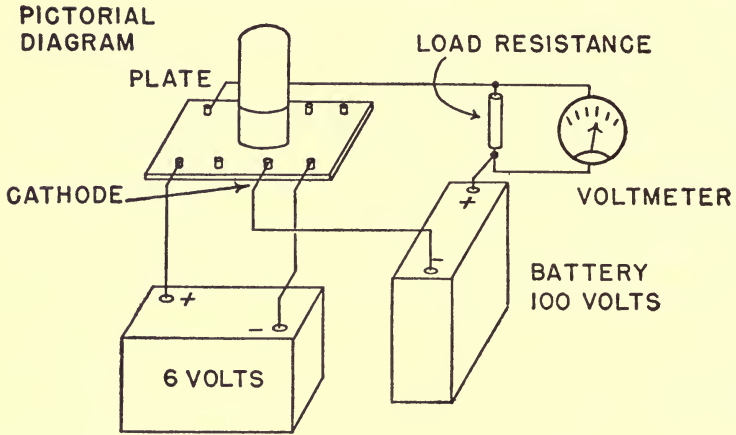 PICTORIAL
DIAGRAM
PLATE
LOAD RESISTANCE
CATHODE
VOLTMETER
+
-
BATTERY
100 VOLTS
+
-
6 VOLTS